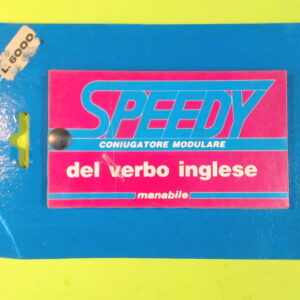 L. 6000
SPEEDY
CONIUGATORE MODULARE
del verbo inglese
manabile